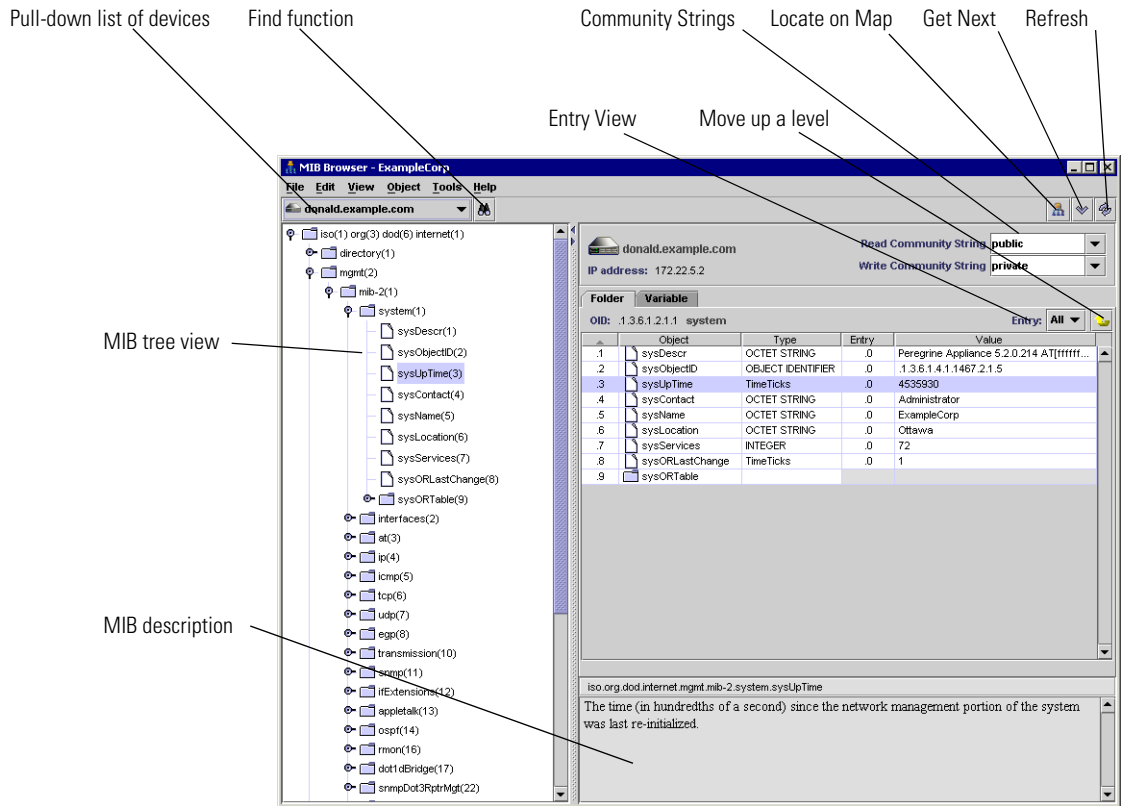 Pull-down list of devices
Find function
Community Strings
Locate on Map
Get Next
Refresh
Entry View
Move up a level
MIB Browser - ExampleCorp
File Edit View Object Tools Help
donald.example.com
iso(1) org(3) dod(6) internet(1)
directory(1)
mgmt(2)
mib-2(1)
system(1)
sysDescr(1)
sysObjectID(2)
sysUpTime(3)
sysContact(4)
sysName(5)
sysLocation(6)
sysServices(7)
sysORLastChange(8)
sysORTable(9)
interfaces(2)
at(3)
ip(4)
icmp(5)
tcp(6)
udp(7)
egp(8)
transmission(10)
snmp(11)
ifExtensions(12)
appletalk(13)
ospf(14)
rmon(16)
dot1dBridge(17)
snmpDot3RptrMgt(22)
MIB tree view
MIB description
donald.example.com
IP address: 172.22.5.2
Read Community String public
Write Community String private
Folder Variable
OID: .1.3.6.1.2.1.1 system
Entry: All
Object Type Entry Value
.1 sysDescr OCTET STRING .0 Peregrine Appliance 5.2.0.214 AT[ffffff...
.2 sysObjectID OBJECT IDENTIFIER .0 .1.3.6.1.4.1.1467.2.1.5
.3 sysUpTime TimeTicks .0 4535930
.4 sysContact OCTET STRING .0 Administrator
.5 sysName OCTET STRING .0 ExampleCorp
.6 sysLocation OCTET STRING .0 Ottawa
.7 sysServices INTEGER .0 72
.8 sysORLastChange TimeTicks .0 1
.9 sysORTable
iso.org.dod.internet.mgmt.mib-2.system.sysUpTime
The time (in hundredths of a second) since the network management portion of the system
was last re-initialized.